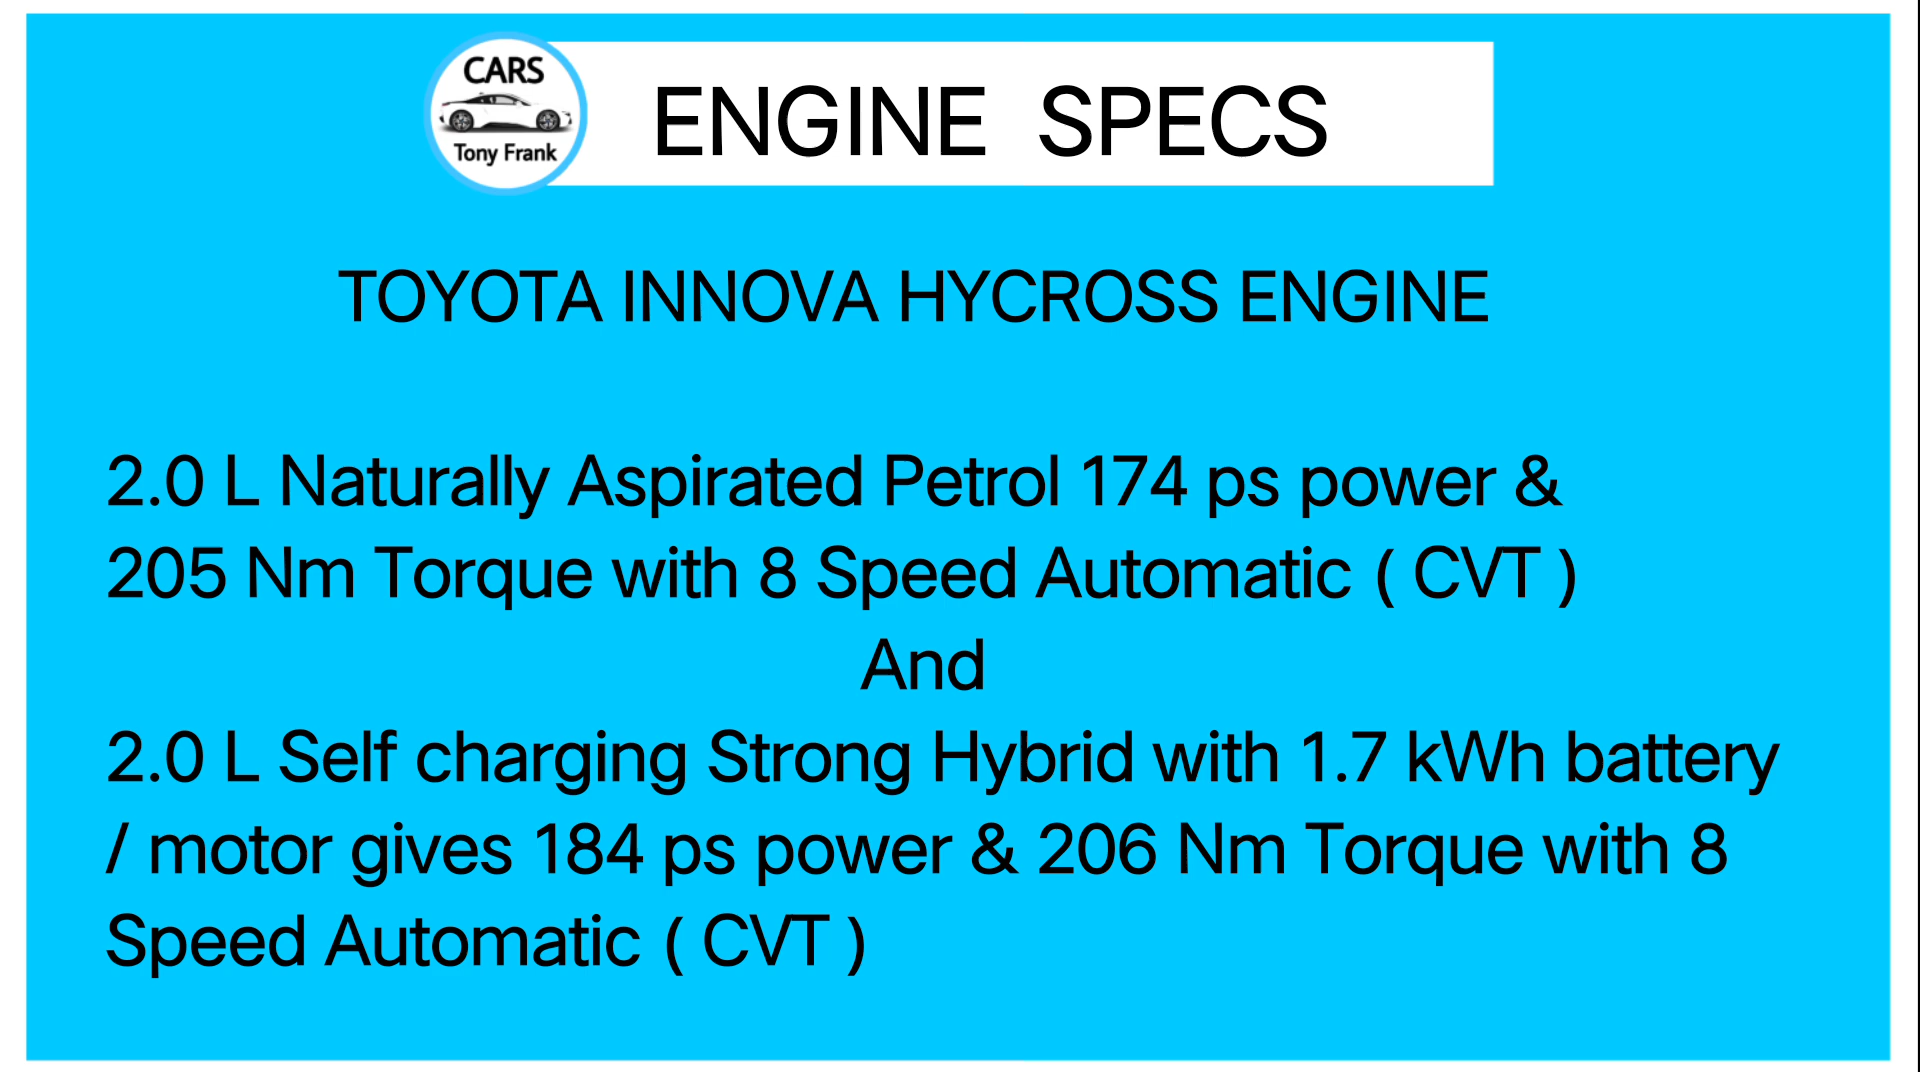 CARS
Tony Frank
ENGINE SPECS
TOYOTA INNOVA HYCROSS ENGINE
2.0 L Naturally Aspirated Petrol 174 ps power &
205 Nm Torque with 8 Speed Automatic ( CVT )
And
2.0 L Self charging Strong Hybrid with 1.7 kWh battery
/ motor gives 184 ps power & 206 Nm Torque with 8
Speed Automatic ( CVT )